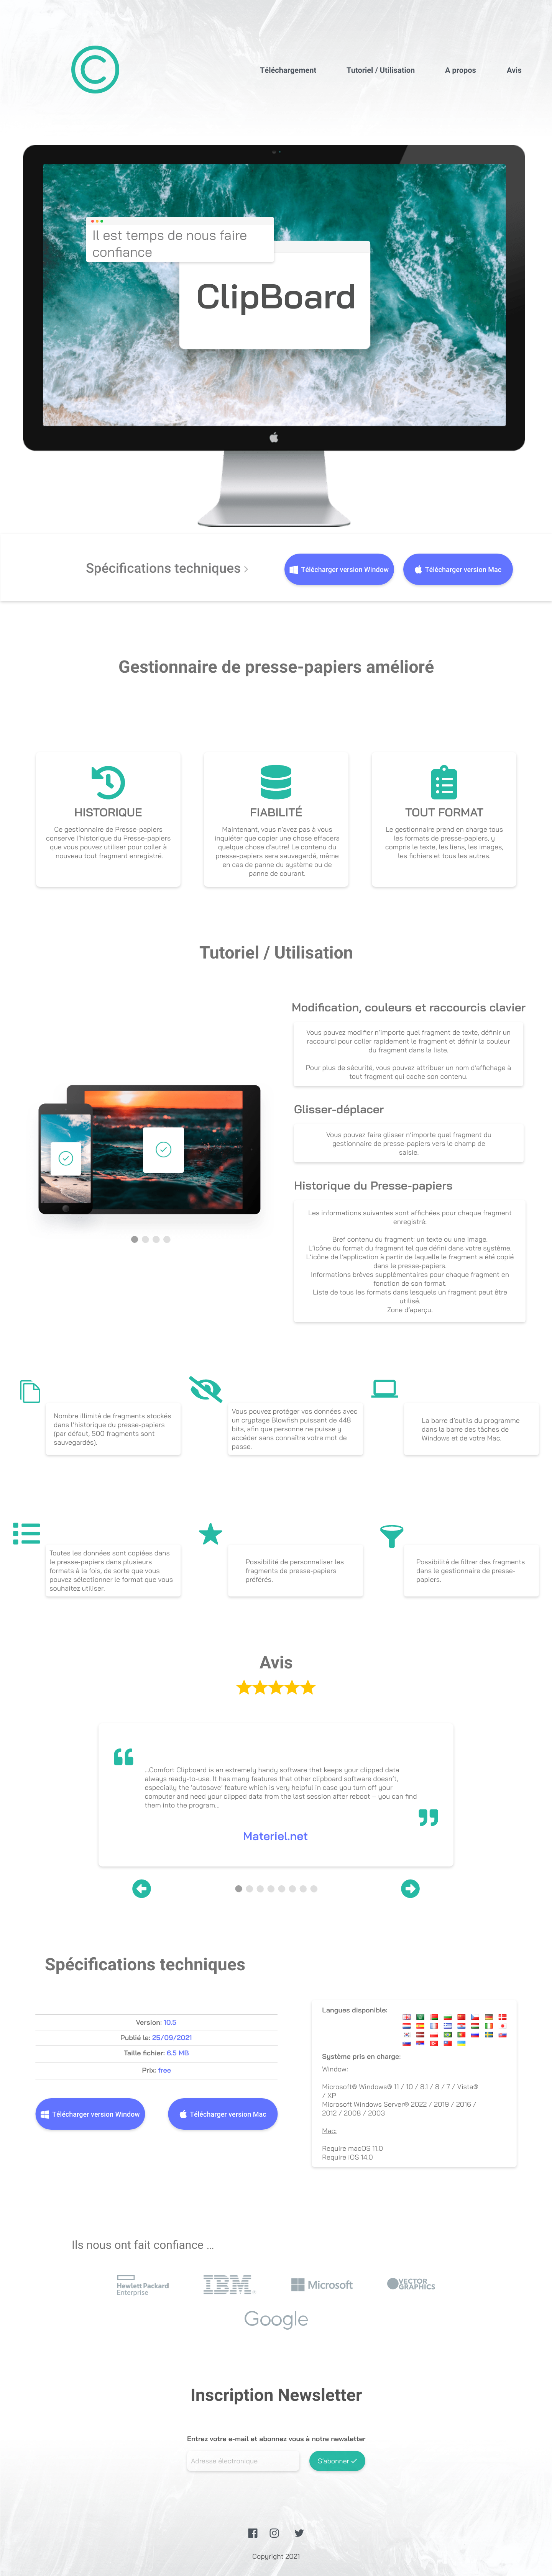 Téléchargement Tutoriel / Utilisation A propos Avis
Il est temps de nous faire
confiance
ClipBoard
Spécifications techniques
Télécharger version Window Télécharger version Mac
Gestionnaire de presse-papiers amélioré
HISTORIQUE
Ce gestionnaire de Presse-papiers
conserve l'historique du Presse-papiers
que vous pouvez utiliser pour coller à
nouveau tout fragment enregistré.
FIABILITÉ
Maintenant, vous n'avez pas à vous
inquiéter que copier une chose effacera
quelque chose d'autre! Le contenu du
presse-papiers sera sauvegardé, même
en cas de panne du système ou de
panne de courant.
TOUT FORMAT
Le gestionnaire prend en charge tous
les formats de presse-papiers, y
compris le texte, les liens, les images,
les fichiers et tous les autres.
Tutoriel / Utilisation
Modification, couleurs et raccourcis clavier
Vous pouvez modifier n'importe quel fragment de texte, définir un
raccourci pour coller rapidement le fragment et définir la couleur
du fragment dans la liste.
Pour plus de sécurité, vous pouvez attribuer un nom d'affichage à
tout fragment qui cache son contenu.
Glisser-déplacer
Vous pouvez faire glisser n'importe quel fragment du
gestionnaire de presse-papiers vers le champ de
saisie.
Historique du Presse-papiers
Les informations suivantes sont affichées pour chaque fragment
enregistré:
Bref contenu du fragment: un texte ou une image.
L'icône du format du fragment tel que défini dans votre système.
L'icône de l'application à partir de laquelle le fragment a été copié
dans le presse-papiers.
Informations brèves supplémentaires pour chaque fragment en
fonction de son format.
Liste de tous les formats dans lesquels un fragment peut être
utilisé.
Zone d'aperçu.
Nombre illimité de fragments stockés
dans l'historique du presse-papiers
(par défaut, 500 fragments sont
sauvegardés).
Vous pouvez protéger vos données avec
un cryptage Blowfish puissant de 448
bits, afin que personne ne puisse y
accéder sans connaître votre mot de
passe.
La barre d'outils du programme
dans la barre des tâches de
Windows et de votre Mac.
Toutes les données sont copiées dans
le presse-papiers dans plusieurs
formats à la fois, de sorte que vous
pouvez sélectionner le format que vous
souhaitez utiliser.
Possibilité de personnaliser les
fragments de presse-papiers
préférés.
Possibilité de filtrer des fragments
dans le gestionnaire de presse-
papiers.
Avis
...Comfort Clipboard is an extremely handy software that keeps your clipped data
always ready-to-use. It has many features that other clipboard software doesn't,
especially the 'autosave' feature which is very helpful in case you turn off your
computer and need your clipped data from the last session after reboot – you can find
them into the program...
Materiel.net
Spécifications techniques
Version: 10.5
Publié le: 25/09/2021
Taille fichier: 6.5 MB
Prix: free
Télécharger version Window Télécharger version Mac
Langues disponible:
Système pris en charge:
Window:
Microsoft® Windows® 11 / 10 / 8.1 / 8 / 7 / Vista®
/ XP
Microsoft Windows Server® 2022 / 2019 / 2016 /
2012 / 2008 / 2003
Mac:
Require macOS 11.0
Require iOS 14.0
Ils nous ont fait confiance ...
Hewlett Packard
Enterprise
IBM
Microsoft
VECTOR
GRAPHICS
Google
Inscription Newsletter
Entrez votre e-mail et abonnez vous à notre newsletter
Adresse électronique S'abonner
Copyright 2021